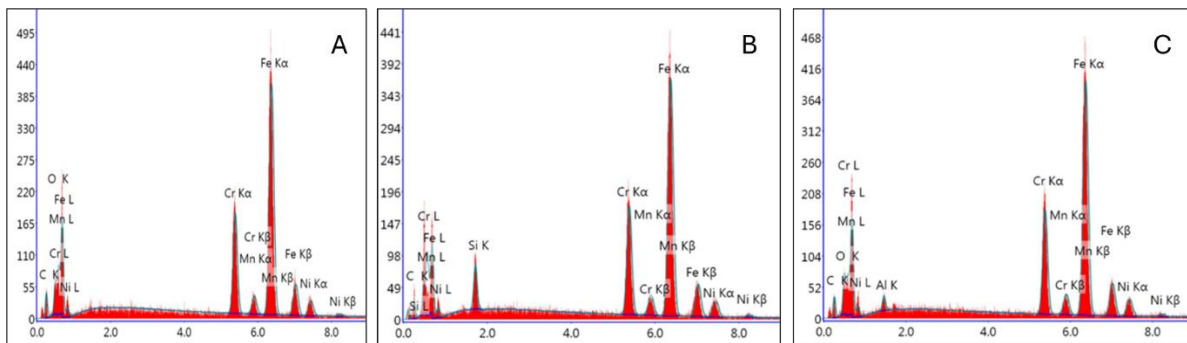 A
495
440
385
330
275
220
165
110
55
0
Fe Kα
O K
Fe L
Mn L
Cr L
C K
Ni L
Cr Kα
Cr Kβ
Mn Kα
Fe Kβ
Mn Kβ
Ni Kα
Ni Kβ
0.0 2.0 4.0 6.0 8.0
B
441
392
343
294
245
196
147
98
49
0
Fe Kα
Cr L
Fe L
Mn L
C K
Ni L
Si L
Si K
Cr Kα
Mn Kα
Mn Kβ
Cr Kβ
Fe Kβ
Ni Kα
Ni Kβ
0.0 2.0 4.0 6.0 8.0
C
468
416
364
312
260
208
156
104
52
0
Fe Kα
Cr L
Fe L
Mn L
O K
C K
Ni L
Al K
Cr Kα
Mn Kα
Fe Kβ
Mn Kβ
Cr Kβ
Ni Kα
Ni Kβ
0.0 2.0 4.0 6.0 8.0